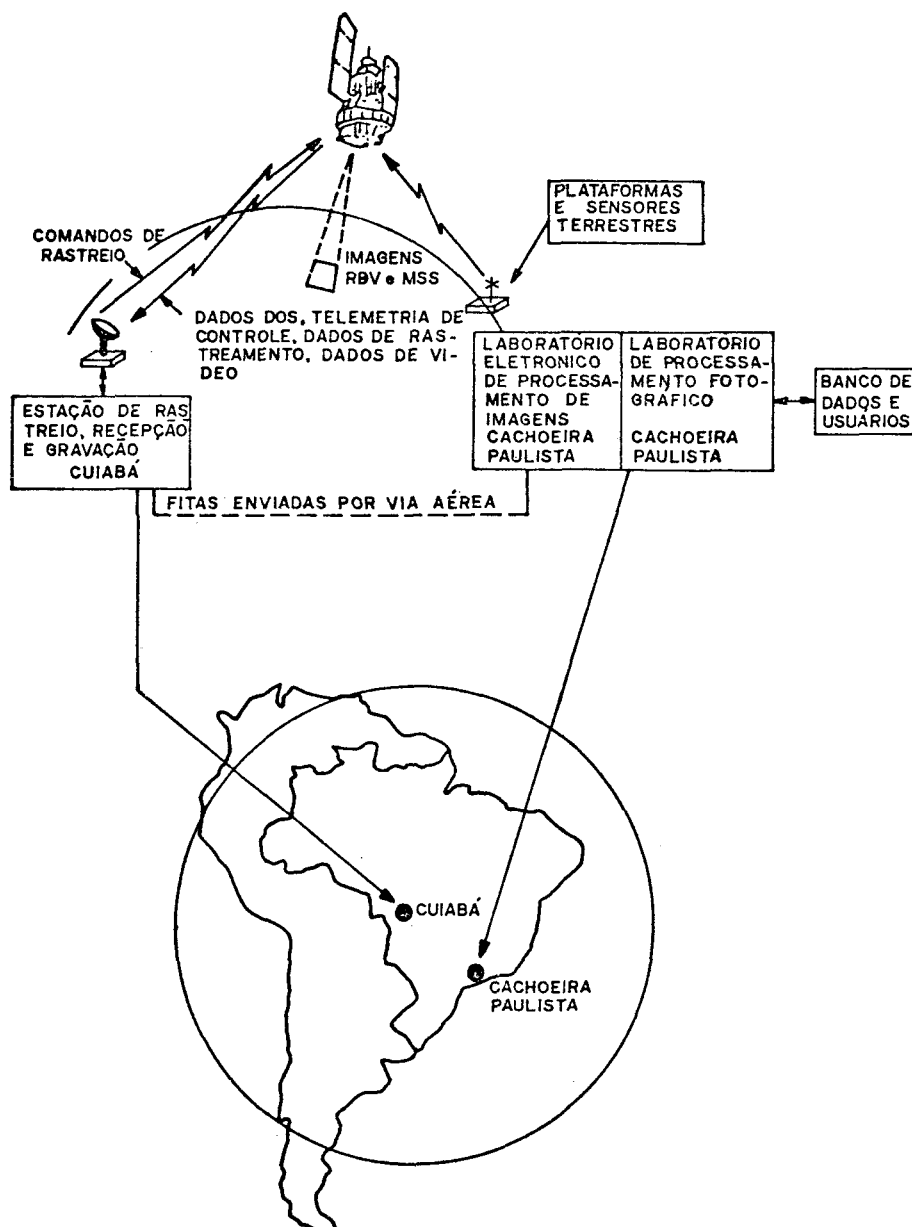 PLATAFORMAS
E SENSORES
TERRESTRES
COMANDOS DE
RASTREIO
IMAGENS
RBV e MSS
DADOS DOS, TELEMETRIA DE
CONTROLE, DADOS DE RAS-
TREAMENTO, DADOS DE VI-
DEO
ESTAÇÃO DE RAS
TREIO, RECEPÇÃO
E GRAVAÇÃO
CUIABÁ
LABORATÓRIO
ELETRONICO
DE PROCESSA-
MENTO DE
IMAGENS
CACHOEIRA
PAULISTA
LABORATÓRIO
DE PROCESSA-
MENTO FOTO-
GRÁFICO
CACHOEIRA
PAULISTA
BANCO DE
DADOS E
USUÁRIOS
FITAS ENVIADAS POR VIA AÉREA
CUIABÁ
CACHOEIRA
PAULISTA